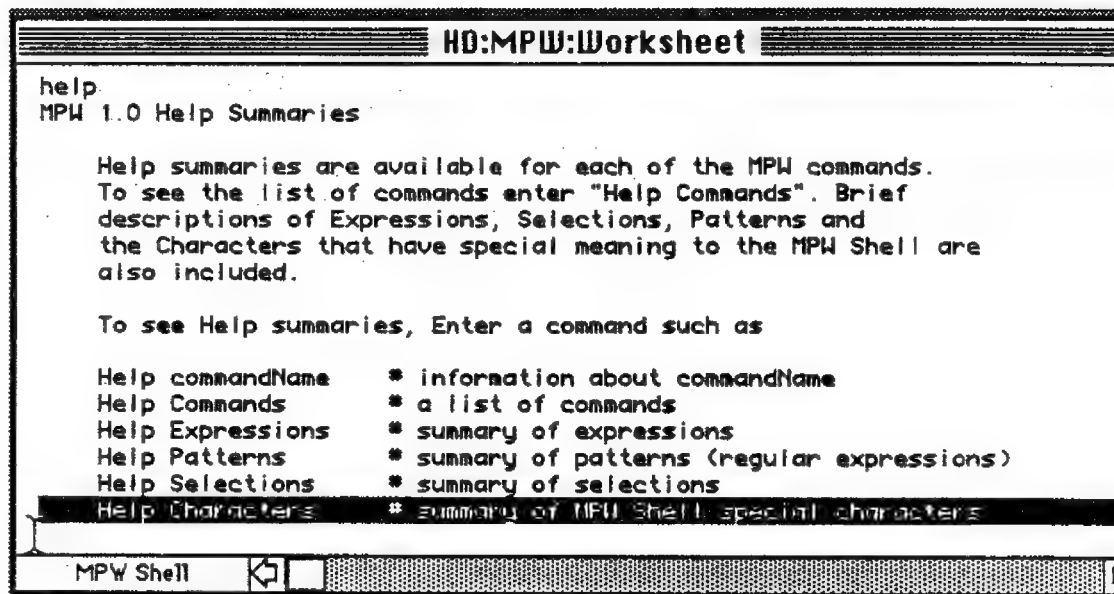 HD:MPW:Worksheet
help
MPW 1.0 Help Summaries
Help summaries are available for each of the MPW commands.
To see the list of commands enter "Help Commands". Brief
descriptions of Expressions, Selections, Patterns and
the Characters that have special meaning to the MPW Shell are
also included.
To see Help summaries, Enter a command such as
Help commandName # information about commandName
Help Commands # a list of commands
Help Expressions # summary of expressions
Help Patterns # summary of patterns (regular expressions)
Help Selections # summary of selections
Help Characters # summary of MPW Shell special characters
MPW Shell